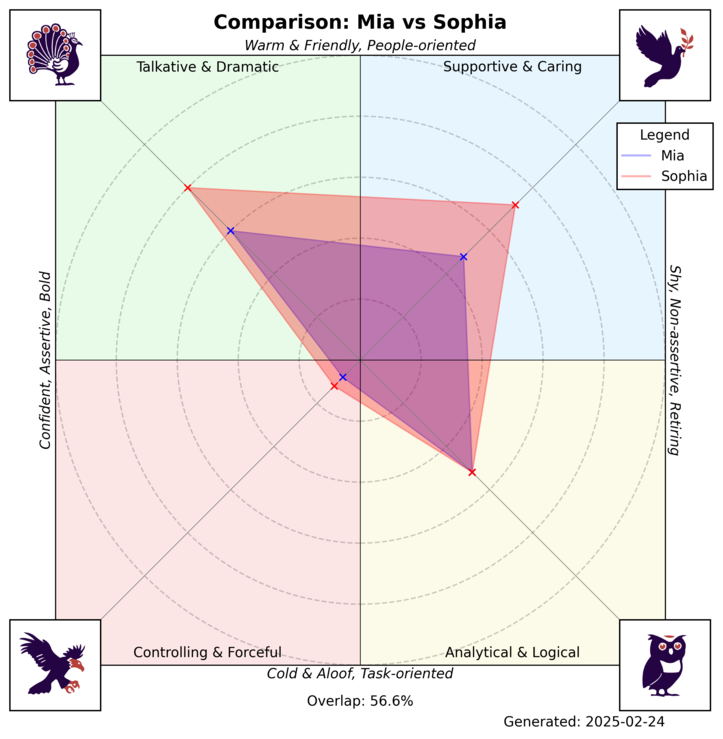 Comparison: Mia vs Sophia
Warm & Friendly, People-oriented
Talkative & Dramatic
Supportive & Caring
Legend
Mia
Sophia
Confident, Assertive, Bold
Shy, Non-assertive, Retiring
Controlling & Forceful
Analytical & Logical
Cold & Aloof, Task-oriented
Overlap: 56.6%
Generated: 2025-02-24